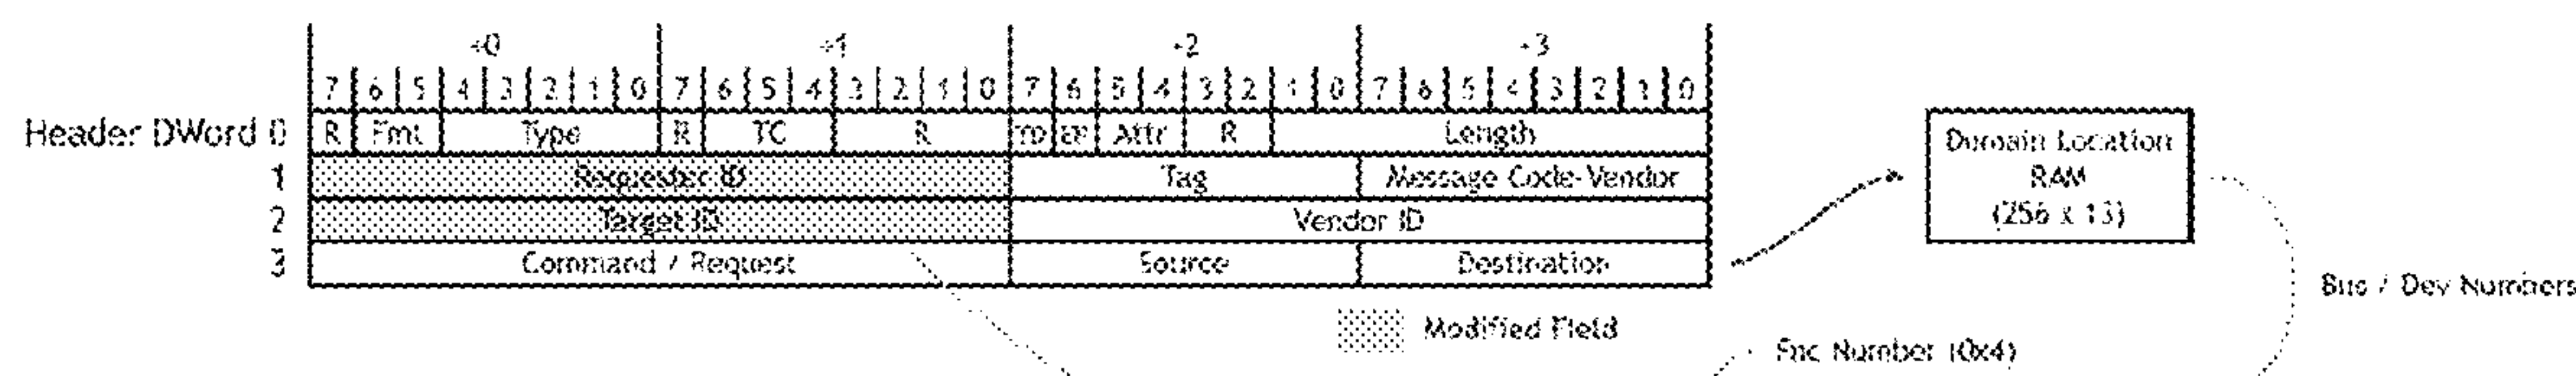 +0 +1 +2 +3
7 6 5 4 3 2 1 0 7 6 5 4 3 2 1 0 7 6 5 4 3 2 1 0 7 6 5 4 3 2 1 0
Header DWord 0 R Fmt Type R TC R TD EP Attr R Length
1 Requester ID Tag Message Code-Vendor
2 Target ID Vendor ID
3 Command / Request Source Destination
Domain Location
RAM
(256 x 13)
Bus / Dev Numbers
Modified Field
Fnc Number (0x4)